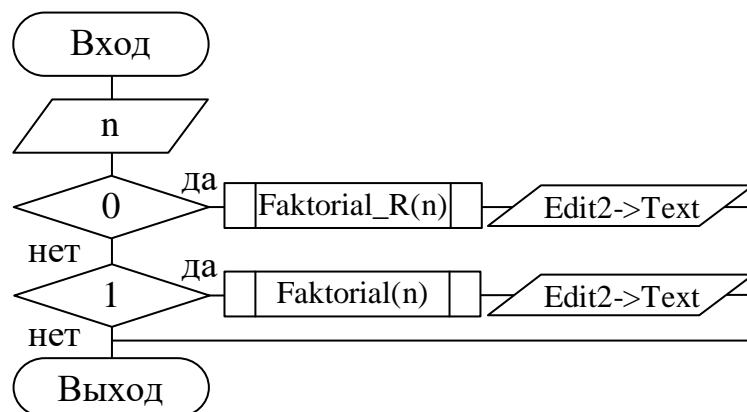 Вход
n
0
да
Faktorial_R(n)
Edit2->Text
нет
1
да
Faktorial(n)
Edit2->Text
нет
Выход